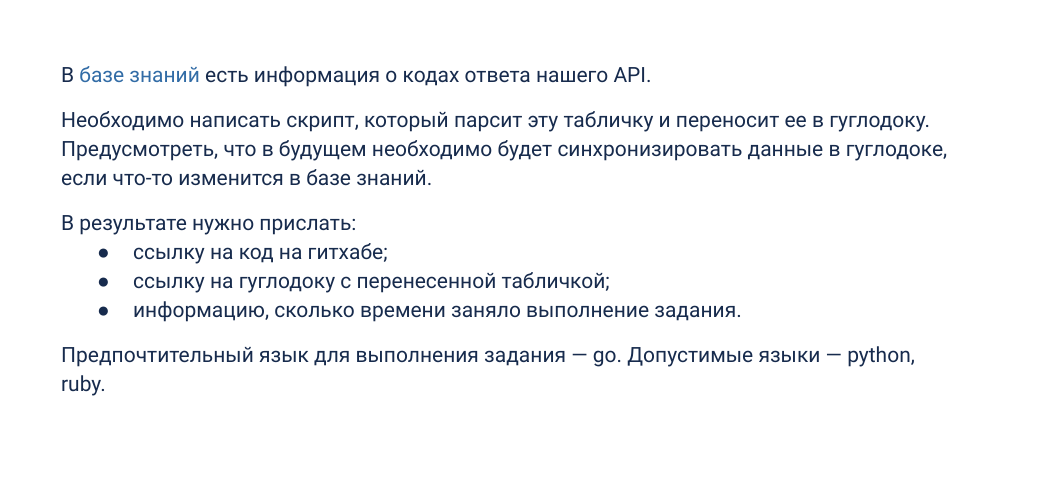 В базе знаний есть информация о кодах ответа нашего API.
Необходимо написать скрипт, который парсит эту табличку и переносит ее в гуглодоку.
Предусмотреть, что в будущем необходимо будет синхронизировать данные в гуглодоке,
если что-то изменится в базе знаний.
В результате нужно прислать:
● ссылку на код на гитхабе;
● ссылку на гуглодоку с перенесенной табличкой;
● информацию, сколько времени заняло выполнение задания.
Предпочтительный язык для выполнения задания — go. Допустимые языки — python,
ruby.